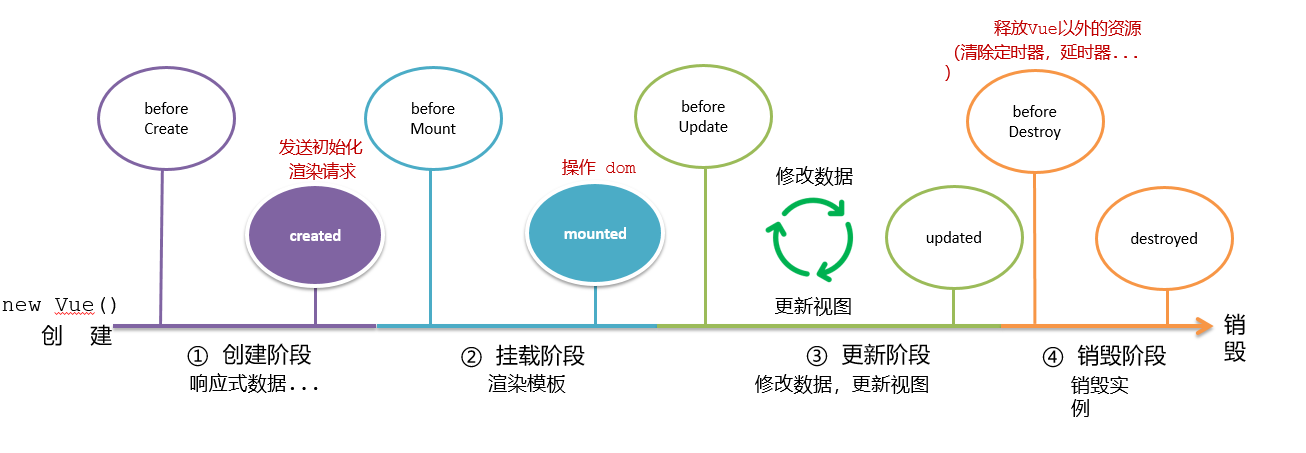 释放Vue以外的资源
(清除定时器，延时器...
)
before
Create
before
Mount
before
Update
before
Destroy
发送初始化
渲染请求
操作 dom
修改数据
created
mounted
updated
destroyed
更新视图
new Vue()
创 建
销
毁
① 创建阶段
响应式数据...
② 挂载阶段
渲染模板
③ 更新阶段
修改数据，更新视图
④ 销毁阶段
销毁实
例